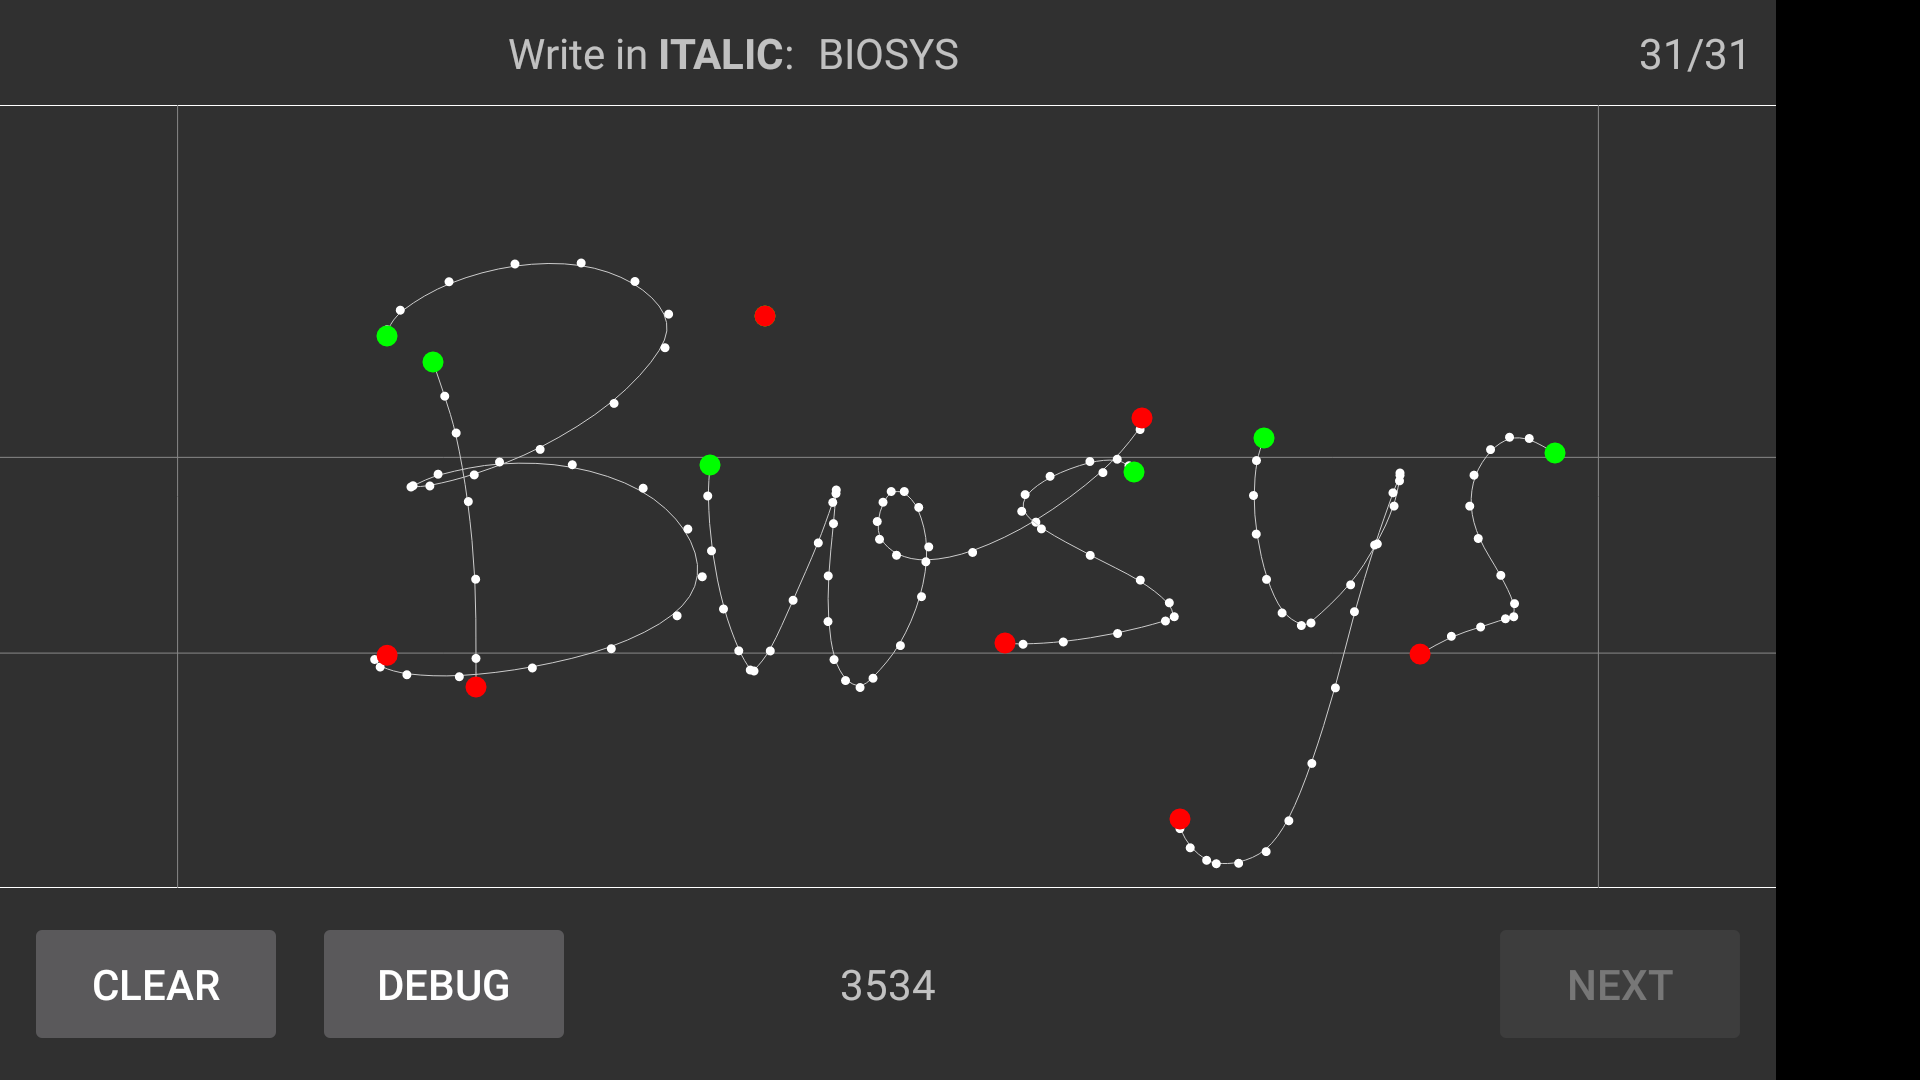 Write in ITALIC: BIOSYS
31/31
Biosys
CLEAR
DEBUG
3534
NEXT